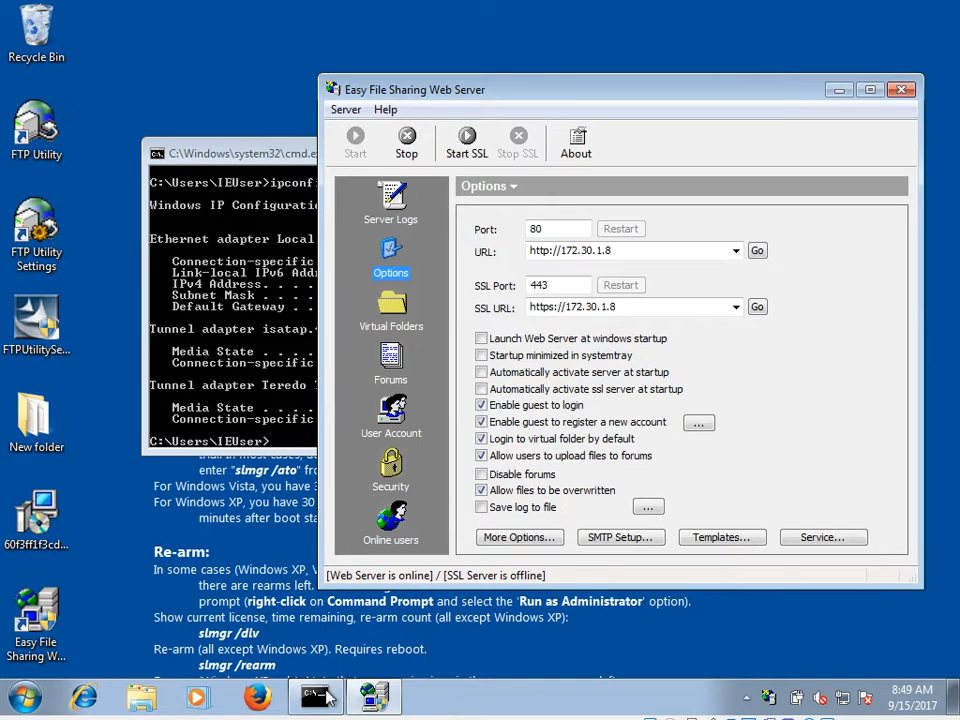 Recycle Bin
FTP Utility
FTP Utility
Settings
FTPUtilitySe...
New folder
60f3ff1f3cd...
Easy File
Sharing W...
C:\Windows\system32\cmd.e
C:\Users\IEUser>ipconf
Windows IP Configurati
Ethernet adapter Local
Connection-specific
Link-local IPv6 Add
IPv4 Address. . . .
Subnet Mask . . . .
Default Gateway . .
Tunnel adapter isatap.
Media State . . . .
Connection-specific
Tunnel adapter Teredo
Media State . . . .
Connection-specific
C:\Users\IEUser>
Easy File Sharing Web Server
Server Help
Start Stop Start SSL Stop SSL About
Server Logs
Options
Virtual Folders
Forums
User Account
Security
Online users
Options
Port: 80 Restart
URL: http://172.30.1.8 Go
SSL Port: 443 Restart
SSL URL: https://172.30.1.8 Go
Launch Web Server at windows startup
Startup minimized in systemtray
Automatically activate server at startup
Automatically activate ssl server at startup
Enable guest to login
Enable guest to register a new account ...
Login to virtual folder by default
Allow users to upload files to forums
Disable forums
Allow files to be overwritten
Save log to file ...
More Options... SMTP Setup... Templates... Service...
[Web Server is online] / [SSL Server is offline]
enter "slmgr /ato" fro
For Windows Vista, you have 3
For Windows XP, you have 30
minutes after boot sta
Re-arm:
In some cases (Windows XP, V
there are rearms left.
prompt (right-click on Command Prompt and select the 'Run as Administrator' option).
Show current license, time remaining, re-arm count (all except Windows XP):
slmgr /dlv
Re-arm (all except Windows XP). Requires reboot.
slmgr /rearm
8:49 AM
9/15/2017